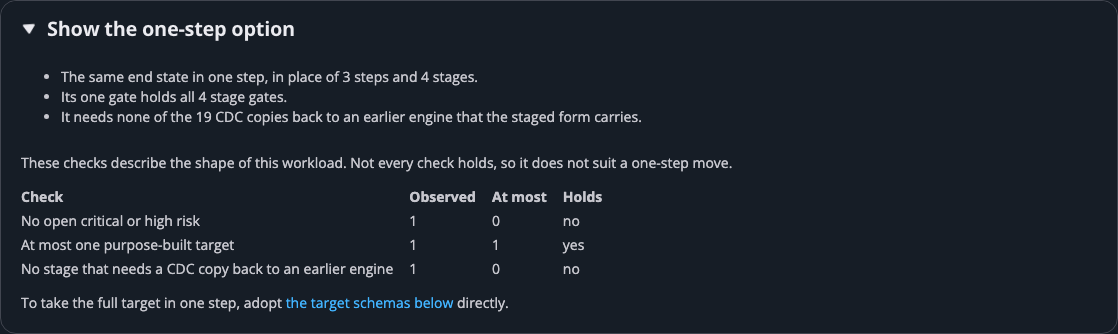 Show the one-step option
The same end state in one step, in place of 3 steps and 4 stages.
Its one gate holds all 4 stage gates.
It needs none of the 19 CDC copies back to an earlier engine that the staged form carries.
These checks describe the shape of this workload. Not every check holds, so it does not suit a one-step move.
Check Observed At most Holds
No open critical or high risk 1 0 no
At most one purpose-built target 1 1 yes
No stage that needs a CDC copy back to an earlier engine 1 0 no
To take the full target in one step, adopt the target schemas below directly.